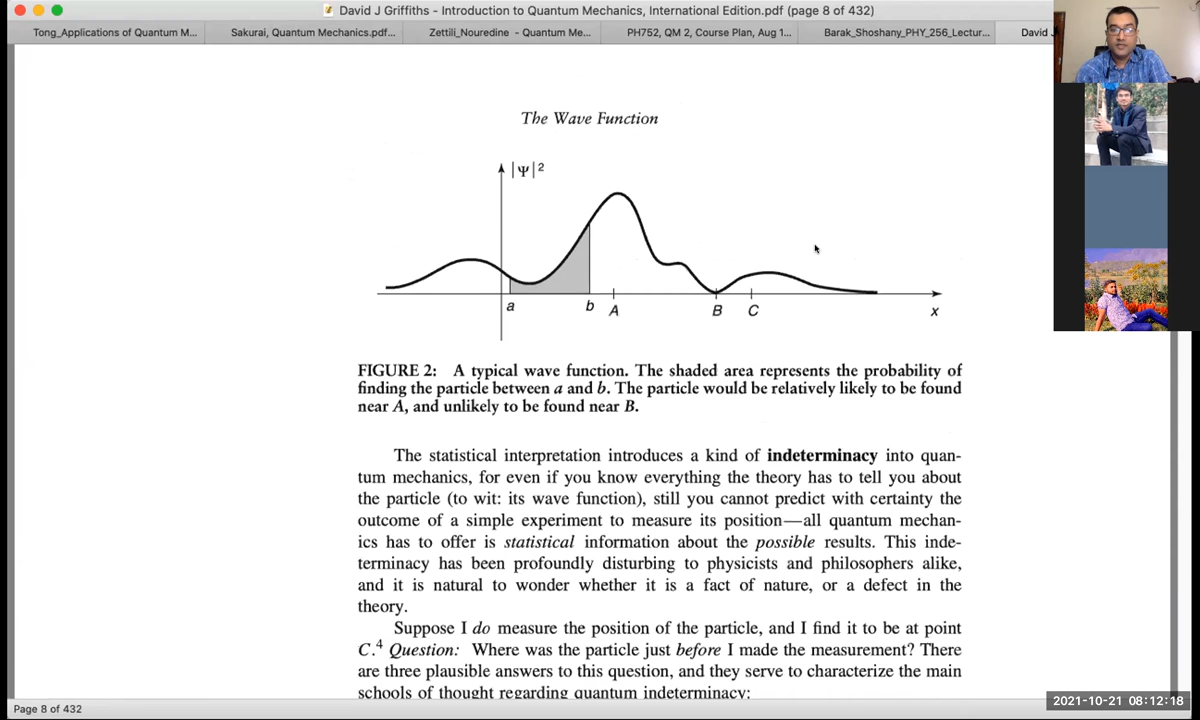 David J Griffiths - Introduction to Quantum Mechanics, International Edition.pdf (page 8 of 432)
Tong_Applications of Quantum M... Sakurai, Quantum Mechanics.pdf... Zettili_Nouredine - Quantum Me... PH752, QM 2, Course Plan, Aug 1... Barak_Shoshany_PHY_256_Lectur... David J
The Wave Function
|Ψ|2
a b A B C x
FIGURE 2: A typical wave function. The shaded area represents the probability of
finding the particle between a and b. The particle would be relatively likely to be found
near A, and unlikely to be found near B.
The statistical interpretation introduces a kind of indeterminacy into quan-
tum mechanics, for even if you know everything the theory has to tell you about
the particle (to wit: its wave function), still you cannot predict with certainty the
outcome of a simple experiment to measure its position—all quantum mechan-
ics has to offer is statistical information about the possible results. This inde-
terminacy has been profoundly disturbing to physicists and philosophers alike,
and it is natural to wonder whether it is a fact of nature, or a defect in the
theory.
Suppose I do measure the position of the particle, and I find it to be at point
C.4 Question: Where was the particle just before I made the measurement? There
are three plausible answers to this question, and they serve to characterize the main
schools of thought regarding quantum indeterminacy:
Page 8 of 432
2021-10-21 08:12:18